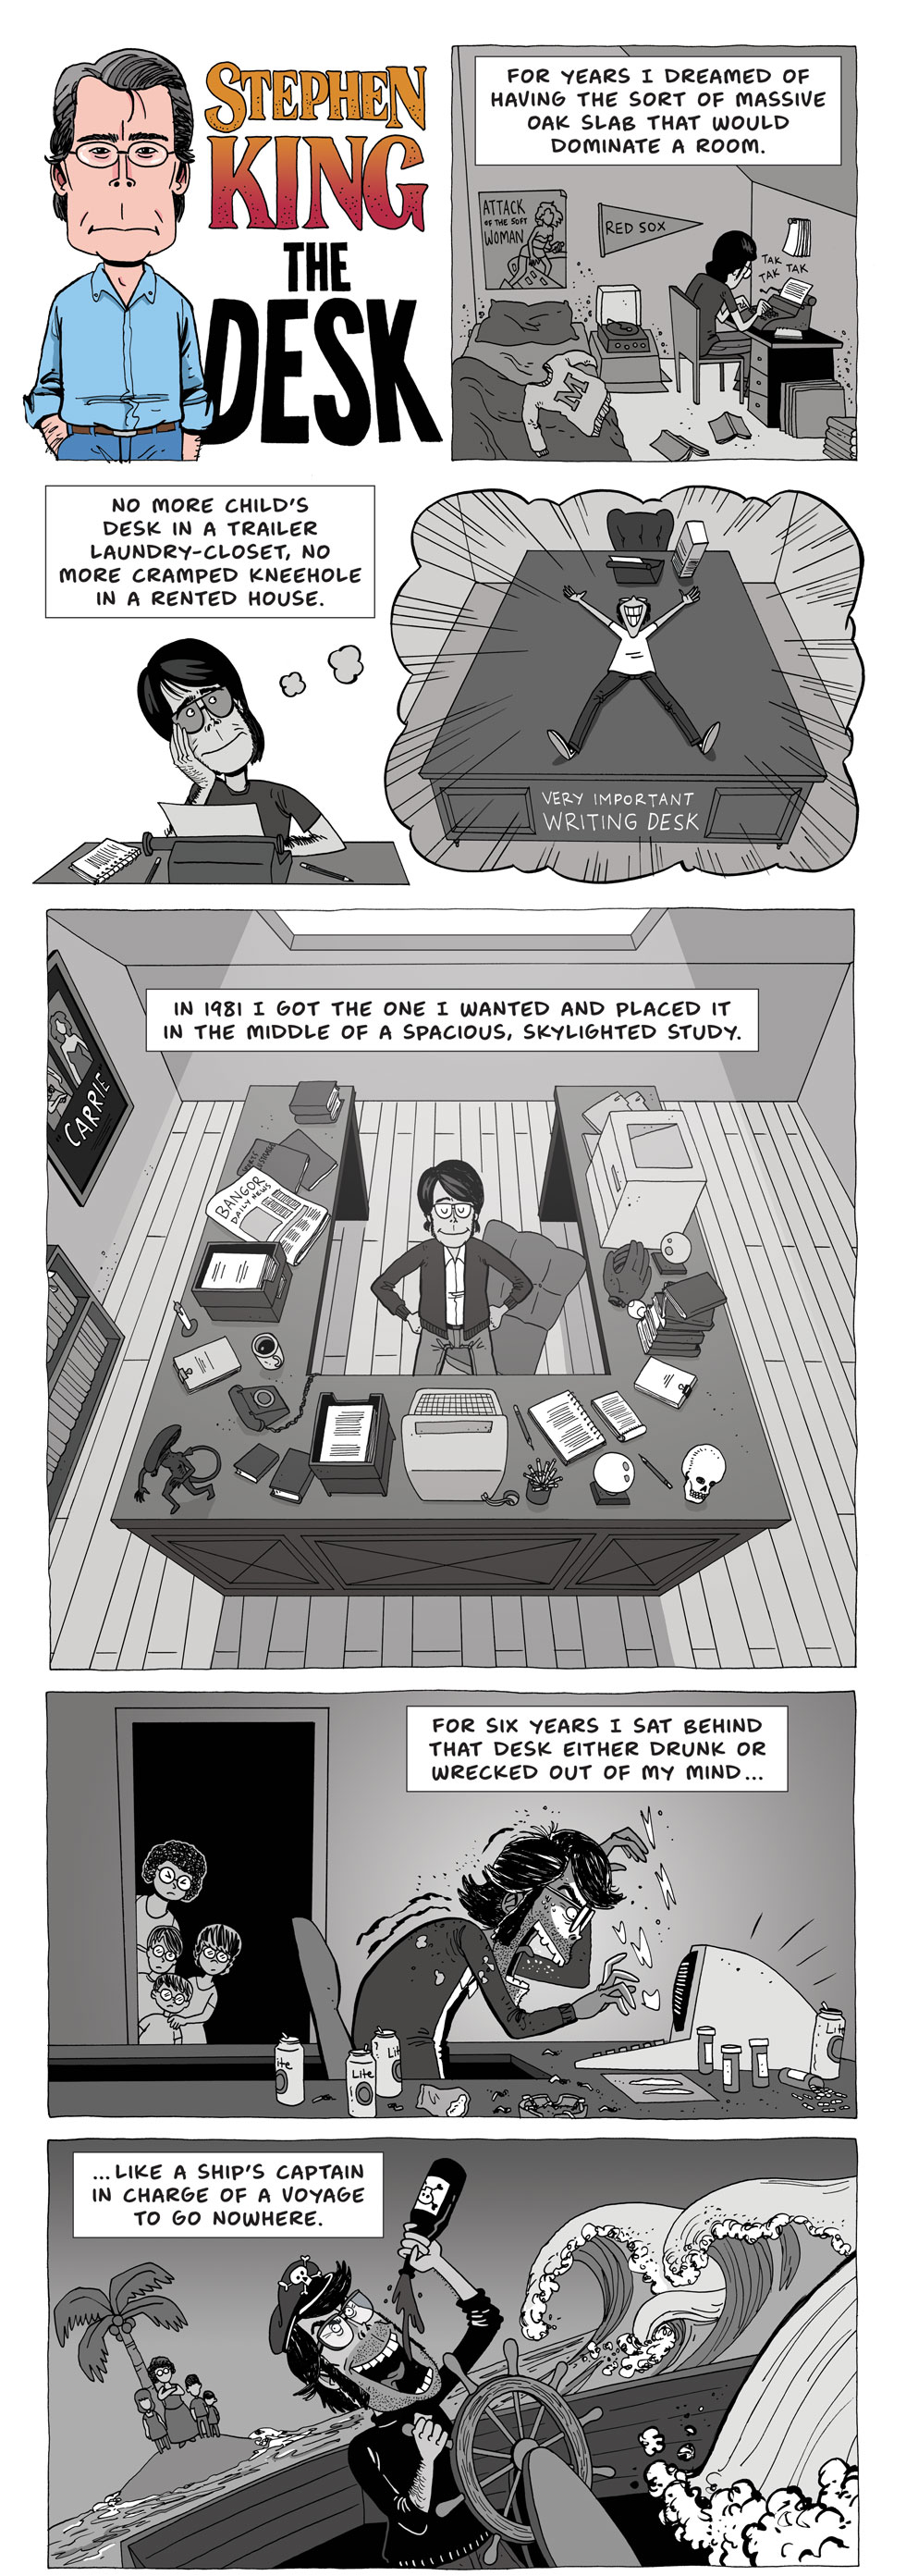 STEPHEN
KING
THE
DESK
FOR YEARS I DREAMED OF
HAVING THE SORT OF MASSIVE
OAK SLAB THAT WOULD
DOMINATE A ROOM.
ATTACK
OF THE 50FT
WOMAN
RED SOX
TAK
TAK TAK
M
NO MORE CHILD'S
DESK IN A TRAILER
LAUNDRY-CLOSET, NO
MORE CRAMPED KNEEHOLE
IN A RENTED HOUSE.
VERY IMPORTANT
WRITING DESK
IN 1981 I GOT THE ONE I WANTED AND PLACED IT
IN THE MIDDLE OF A SPACIOUS, SKYLIGHTED STUDY.
CARRIE
BANGOR
DAILY NEWS
FOR SIX YEARS I SAT BEHIND
THAT DESK EITHER DRUNK OR
WRECKED OUT OF MY MIND...
ite
Lite
Li
Lit
...LIKE A SHIP'S CAPTAIN
IN CHARGE OF A VOYAGE
TO GO NOWHERE.